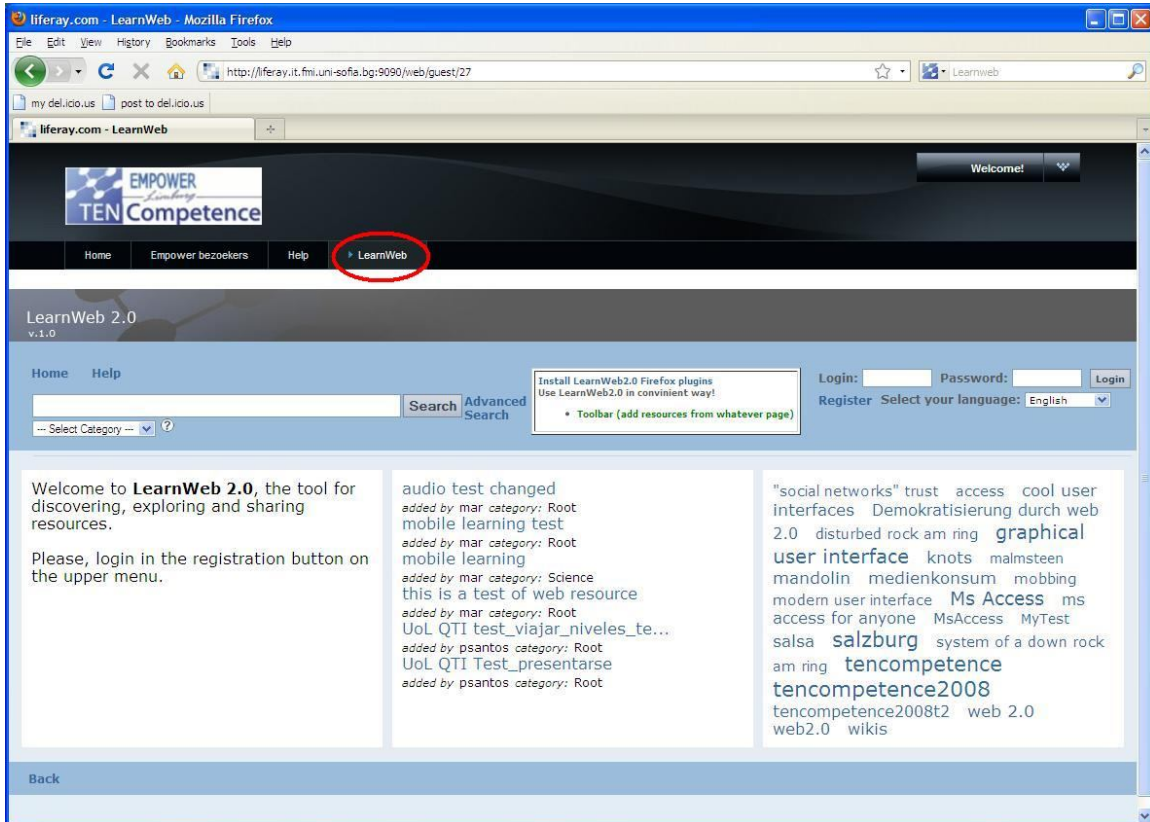 liferay.com - LearnWeb - Mozilla Firefox
File Edit View History Bookmarks Tools Help
http://liferay.it.fmi.uni-sofia.bg:9090/web/guest/27
Learnweb
my del.icio.us post to del.icio.us
liferay.com - LearnWeb
EMPOWER
Limburg
TENCompetence
Welcome!
Home Empower bezoekers Help LearnWeb
LearnWeb 2.0
v.1.0
Home Help
Search Advanced Search
--- Select Category --- ?
Install LearnWeb2.0 Firefox plugins
Use LearnWeb2.0 in convinient way!
• Toolbar (add resources from whatever page)
Login: Password: Login
Register Select your language: English
Welcome to LearnWeb 2.0, the tool for
discovering, exploring and sharing
resources.
Please, login in the registration button on
the upper menu.
audio test changed
added by mar category: Root
mobile learning test
added by mar category: Root
mobile learning
added by mar category: Science
this is a test of web resource
added by mar category: Root
UoL QTI test_viajar_niveles_te...
added by psantos category: Root
UoL QTI Test_presentarse
added by psantos category: Root
"social networks" trust access cool user
interfaces Demokratisierung durch web
2.0 disturbed rock am ring graphical
user interface knots malmsteen
mandolin medienkonsum mobbing
modern user interface Ms Access ms
access for anyone MsAccess MyTest
salsa salzburg system of a down rock
am ring tencompetence
tencompetence2008
tencompetence2008t2 web 2.0
web2.0 wikis
Back